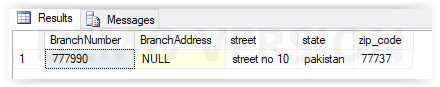 Results Messages
BranchNumber BranchAddress street state zip_code
1 777990 NULL street no 10 pakistan 77737